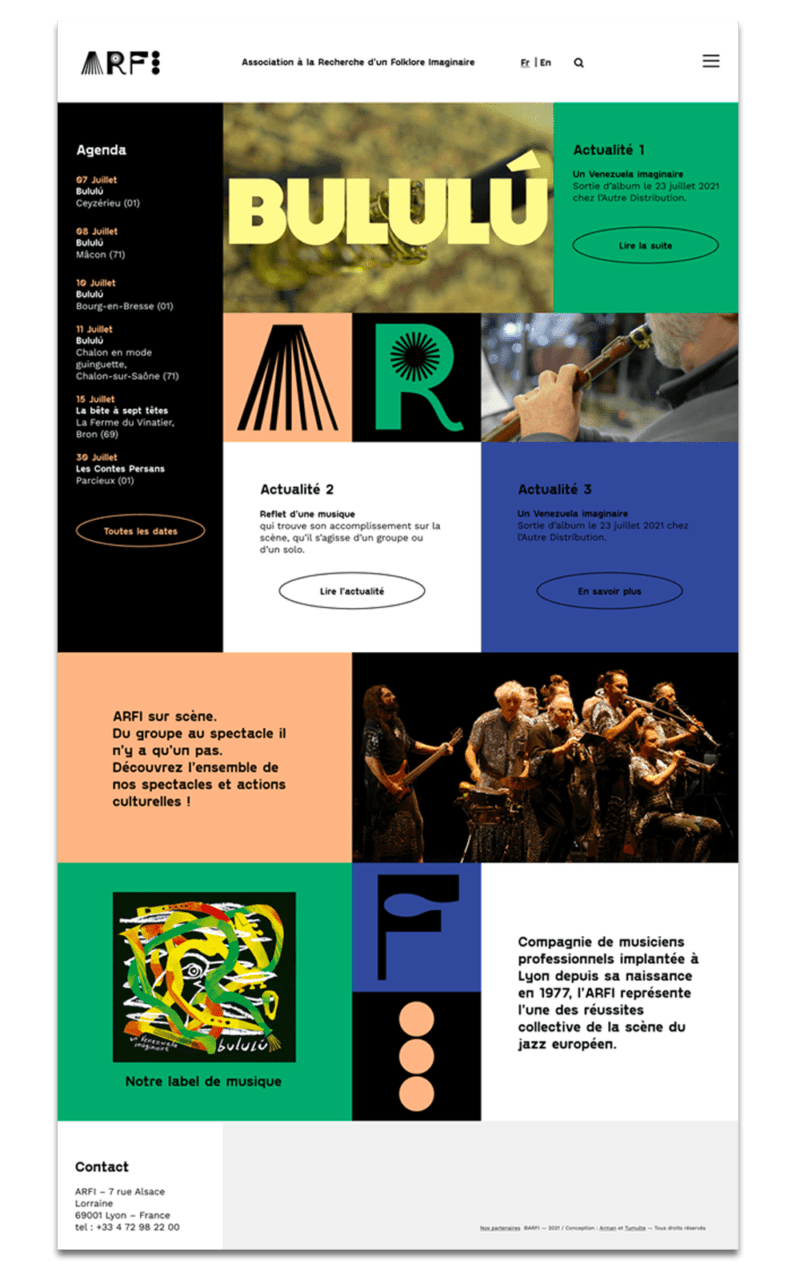 ARFI
Association à la Recherche d'un Folklore Imaginaire
Fr | En
Agenda
07 Juillet
Bululú
Ceyzérieu (01)
08 Juillet
Bululú
Mâcon (71)
10 Juillet
Bululú
Bourg-en-Bresse (01)
11 Juillet
Bululú
Chalon en mode
guinguette,
Chalon-sur-Saône (71)
15 Juillet
La bête à sept têtes
La Ferme du Vinatier,
Bron (69)
30 Juillet
Les Contes Persans
Parcieux (01)
Toutes les dates
BULULÚ
Actualité 1
Un Venezuela imaginaire
Sortie d'album le 23 juillet 2021
chez l'Autre Distribution.
Lire la suite
A R
Actualité 2
Reflet d'une musique
qui trouve son accomplissement sur la
scène, qu'il s'agisse d'un groupe ou
d'un solo.
Lire l'actualité
Actualité 3
Un Venezuela imaginaire
Sortie d'album le 23 juillet 2021 chez
l'Autre Distribution.
En savoir plus
ARFI sur scène.
Du groupe au spectacle il
n'y a qu'un pas.
Découvrez l'ensemble de
nos spectacles et actions
culturelles !
un venezuela
imaginaire
bululú
Notre label de musique
F
Compagnie de musiciens
professionnels implantée à
Lyon depuis sa naissance
en 1977, l'ARFI représente
l'une des réussites
collective de la scène du
jazz européen.
Contact
ARFI – 7 rue Alsace
Lorraine
69001 Lyon – France
tel : +33 4 72 98 22 00
Nos partenaires ©ARFI — 2021 / Conception : Arman et Tumulte — Tous droits réservés